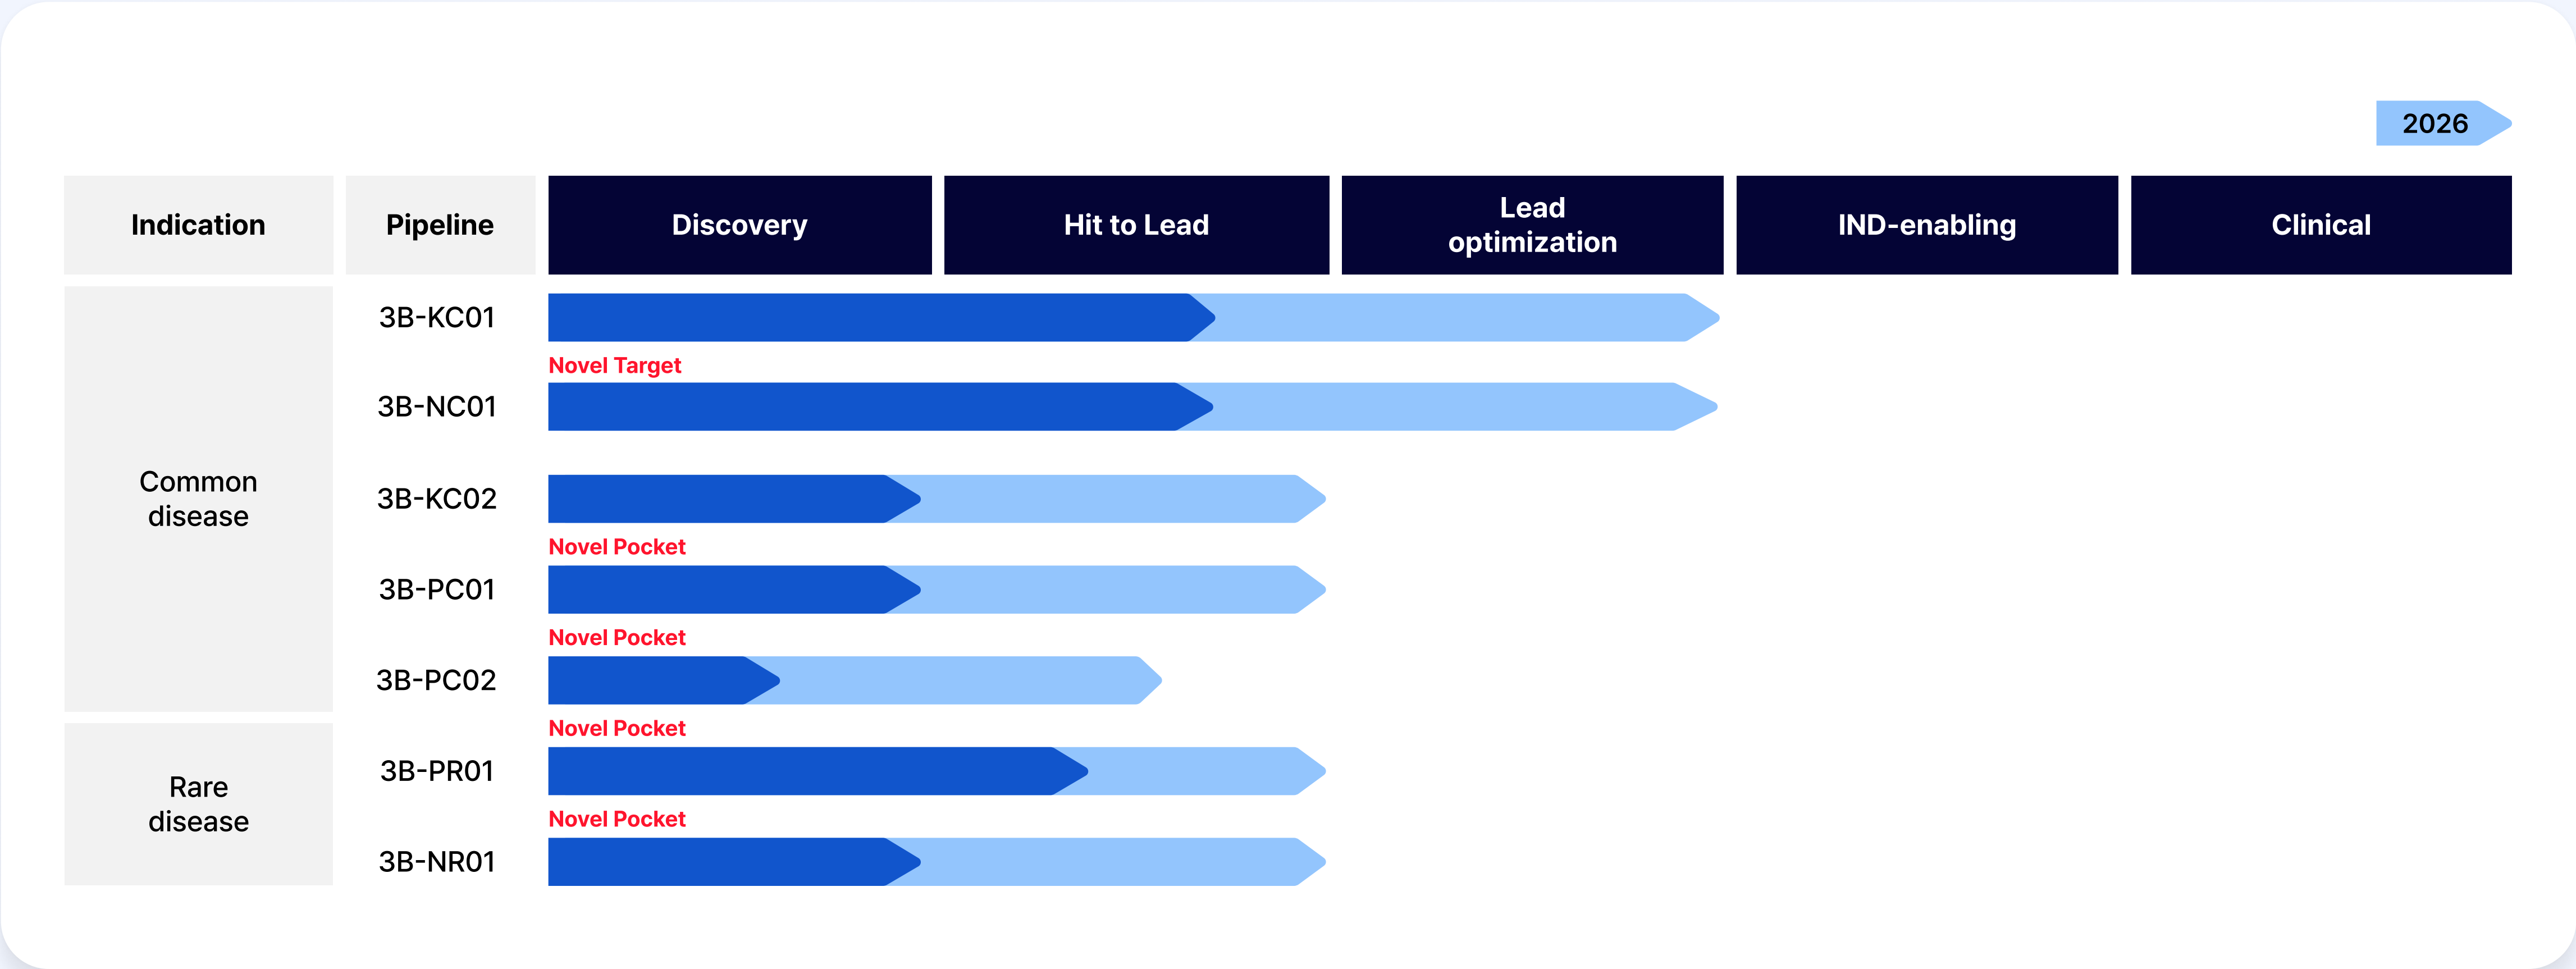 2026
Indication
Pipeline
Discovery
Hit to Lead
Lead
optimization
IND-enabling
Clinical
Common
disease
3B-KC01
Novel Target
3B-NC01
3B-KC02
Novel Pocket
3B-PC01
Novel Pocket
3B-PC02
Rare
disease
Novel Pocket
3B-PR01
Novel Pocket
3B-NR01